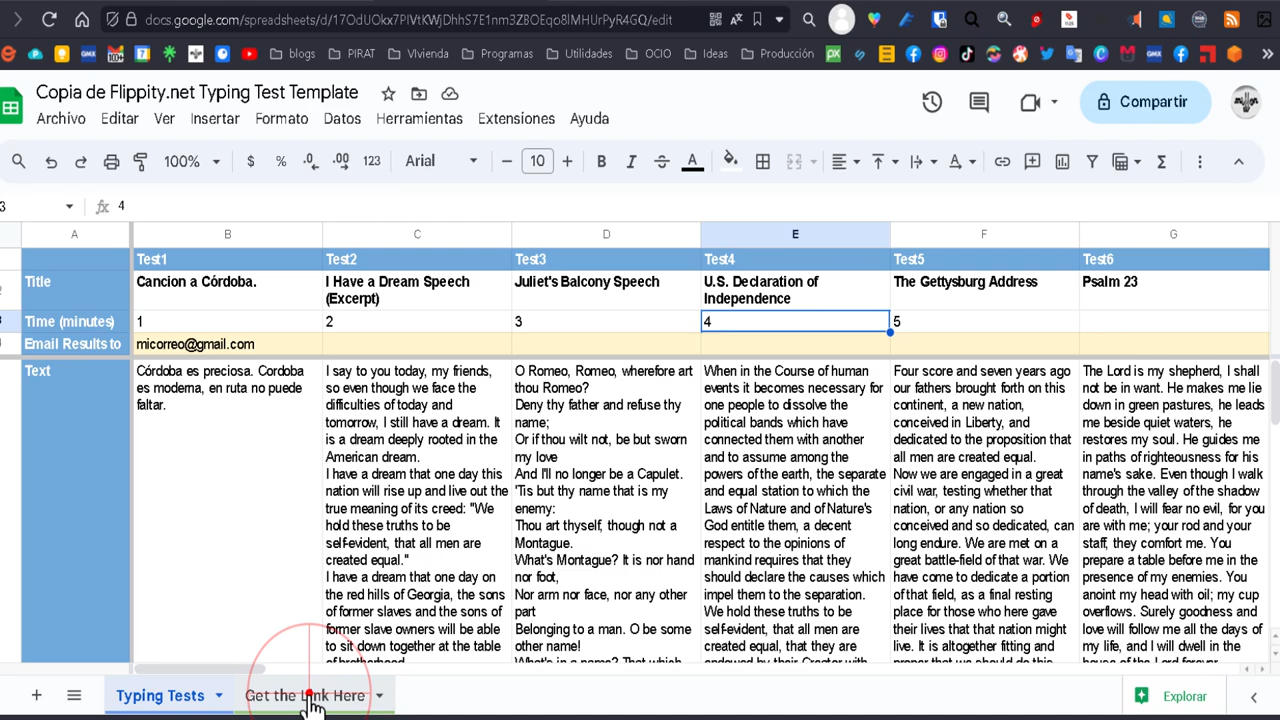 docs.google.com/spreadsheets/d/17OdUOkx7PlVtKWjDhhS7E1nm3ZBOEqo8lMHUrPyR4GQ/edit
blogs
PIRAT
VIvienda
Programas
Utilidades
OCIO
Ideas
Producción
Copia de Flippity.net Typing Test Template
Archivo Editar Ver Insertar Formato Datos Herramientas Extensiones Ayuda
Compartir
100% $ % .0 .00 123 Arial 10 B I A
3 fx 4
A B C D E F G
Test1 Test2 Test3 Test4 Test5 Test6
Title
Cancion a Córdoba.
I Have a Dream Speech
(Excerpt)
Juliet's Balcony Speech
U.S. Declaration of
Independence
The Gettysburg Address
Psalm 23
Time (minutes) 1 2 3 4 5
Email Results to micorreo@gmail.com
Text
Córdoba es preciosa. Cordoba
es moderna, en ruta no puede
faltar.
I say to you today, my friends,
so even though we face the
difficulties of today and
tomorrow, I still have a dream. It
is a dream deeply rooted in the
American dream.
I have a dream that one day this
nation will rise up and live out the
true meaning of its creed: "We
hold these truths to be
self-evident, that all men are
created equal."
I have a dream that one day on
the red hills of Georgia, the sons
of former slaves and the sons of
former slave owners will be able
to sit down together at the table
of brotherhood.
O Romeo, Romeo, wherefore art
thou Romeo?
Deny thy father and refuse thy
name;
Or if thou wilt not, be but sworn
my love
And I'll no longer be a Capulet.
'Tis but thy name that is my
enemy:
Thou art thyself, though not a
Montague.
What's Montague? It is nor hand
nor foot,
Nor arm nor face, nor any other
part
Belonging to a man. O be some
other name!
What's in a name? That which
When in the Course of human
events it becomes necessary for
one people to dissolve the
political bands which have
connected them with another
and to assume among the
powers of the earth, the separate
and equal station to which the
Laws of Nature and of Nature's
God entitle them, a decent
respect to the opinions of
mankind requires that they
should declare the causes which
impel them to the separation.
We hold these truths to be
self-evident, that all men are
created equal, that they are
endowed by their Creator with
Four score and seven years ago
our fathers brought forth on this
continent, a new nation,
conceived in Liberty, and
dedicated to the proposition that
all men are created equal.
Now we are engaged in a great
civil war, testing whether that
nation, or any nation so
conceived and so dedicated, can
long endure. We are met on a
great battle-field of that war. We
have come to dedicate a portion
of that field, as a final resting
place for those who here gave
their lives that that nation might
live. It is altogether fitting and
proper that we should do this.
The Lord is my shepherd, I shall
not be in want. He makes me lie
down in green pastures, he leads
me beside quiet waters, he
restores my soul. He guides me
in paths of righteousness for his
name's sake. Even though I walk
through the valley of the shadow
of death, I will fear no evil, for you
are with me; your rod and your
staff, they comfort me. You
prepare a table before me in the
presence of my enemies. You
anoint my head with oil; my cup
overflows. Surely goodness and
love will follow me all the days of
my life, and I will dwell in the
house of the Lord forever.
Typing Tests
Get the Link Here
Explorar